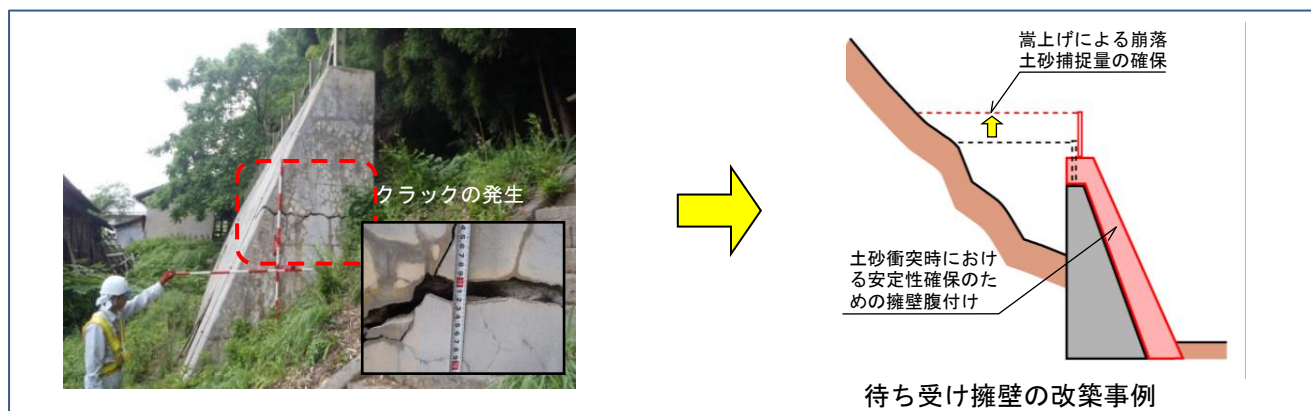 クラックの発生
嵩上げによる崩落
土砂捕捉量の確保
土砂衝突時におけ
る安定性確保のた
めの擁壁腹付け
待ち受け擁壁の改築事例